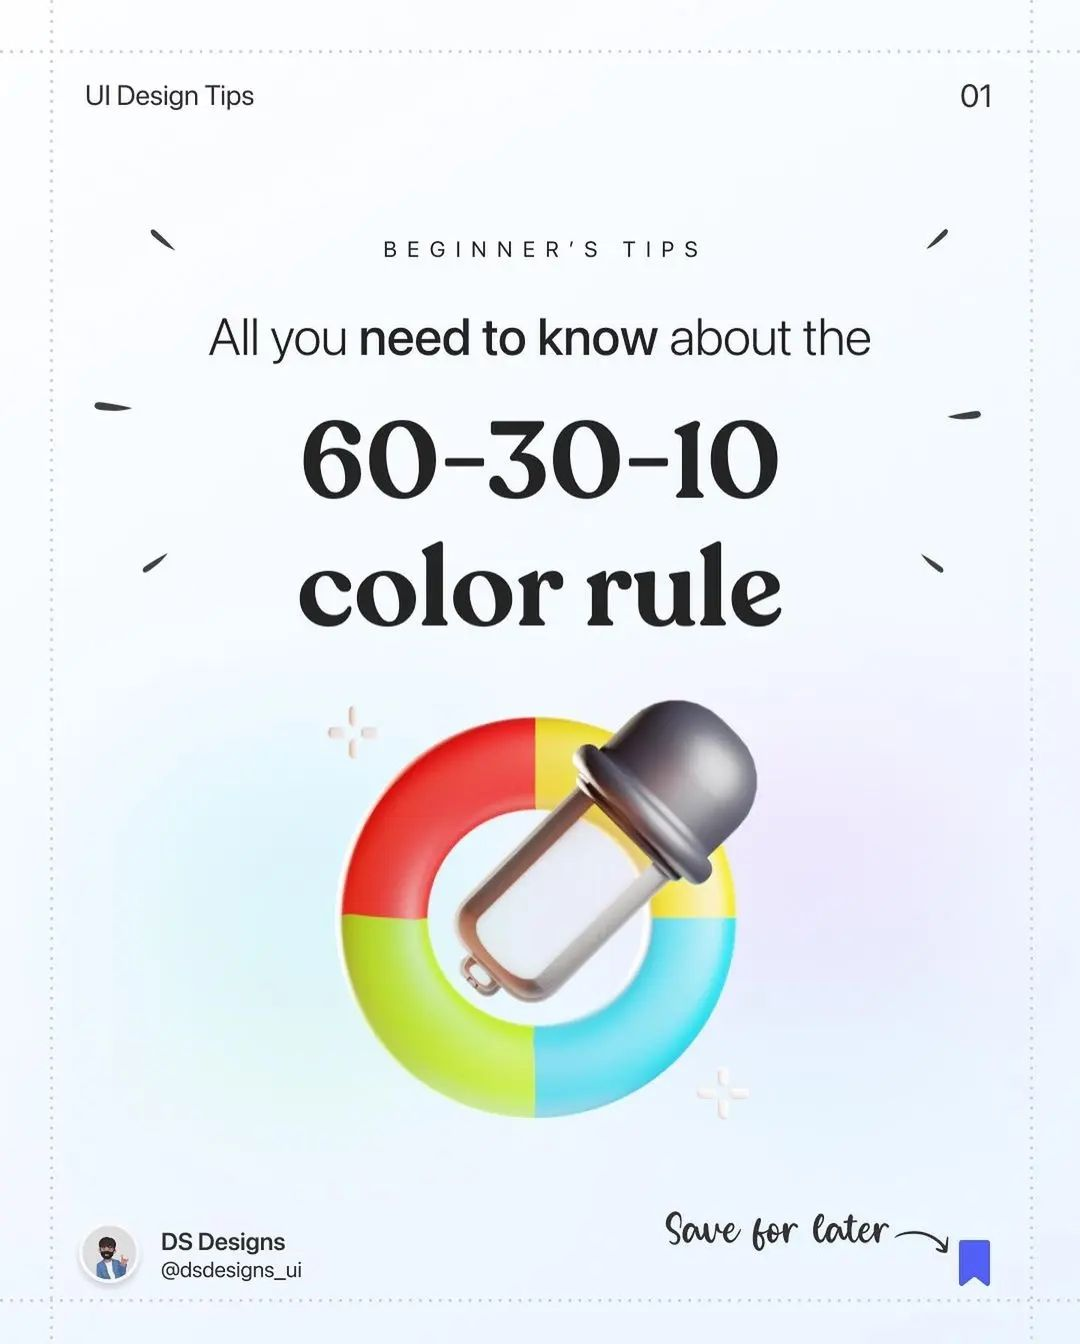 UI Design Tips
01
BEGINNER'S TIPS
All you need to know about the
60-30-10
color rule
Save for later
DS Designs
@dsdesigns_ui